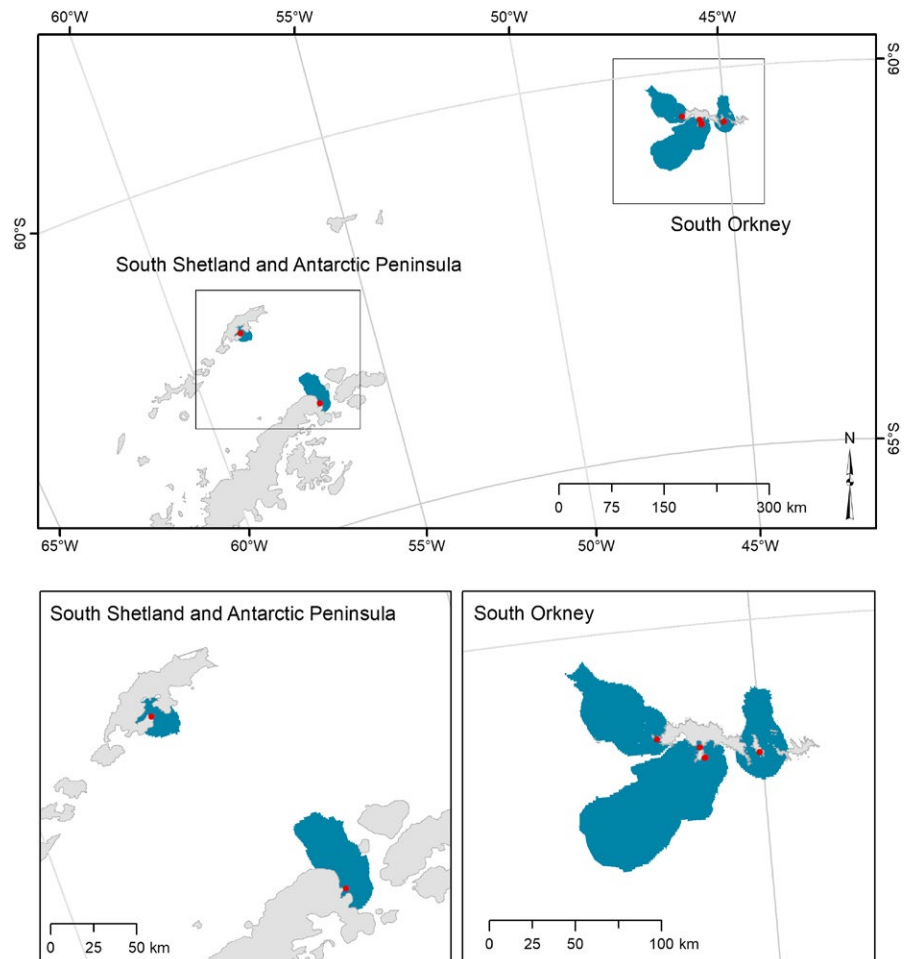 60°W 55°W 50°W 45°W
60°S
South Orkney
60°S
South Shetland and Antarctic Peninsula
N
65°S
0 75 150 300 km
65°W 60°W 55°W 50°W 45°W
South Shetland and Antarctic Peninsula
0 25 50 km
South Orkney
0 50 100 km